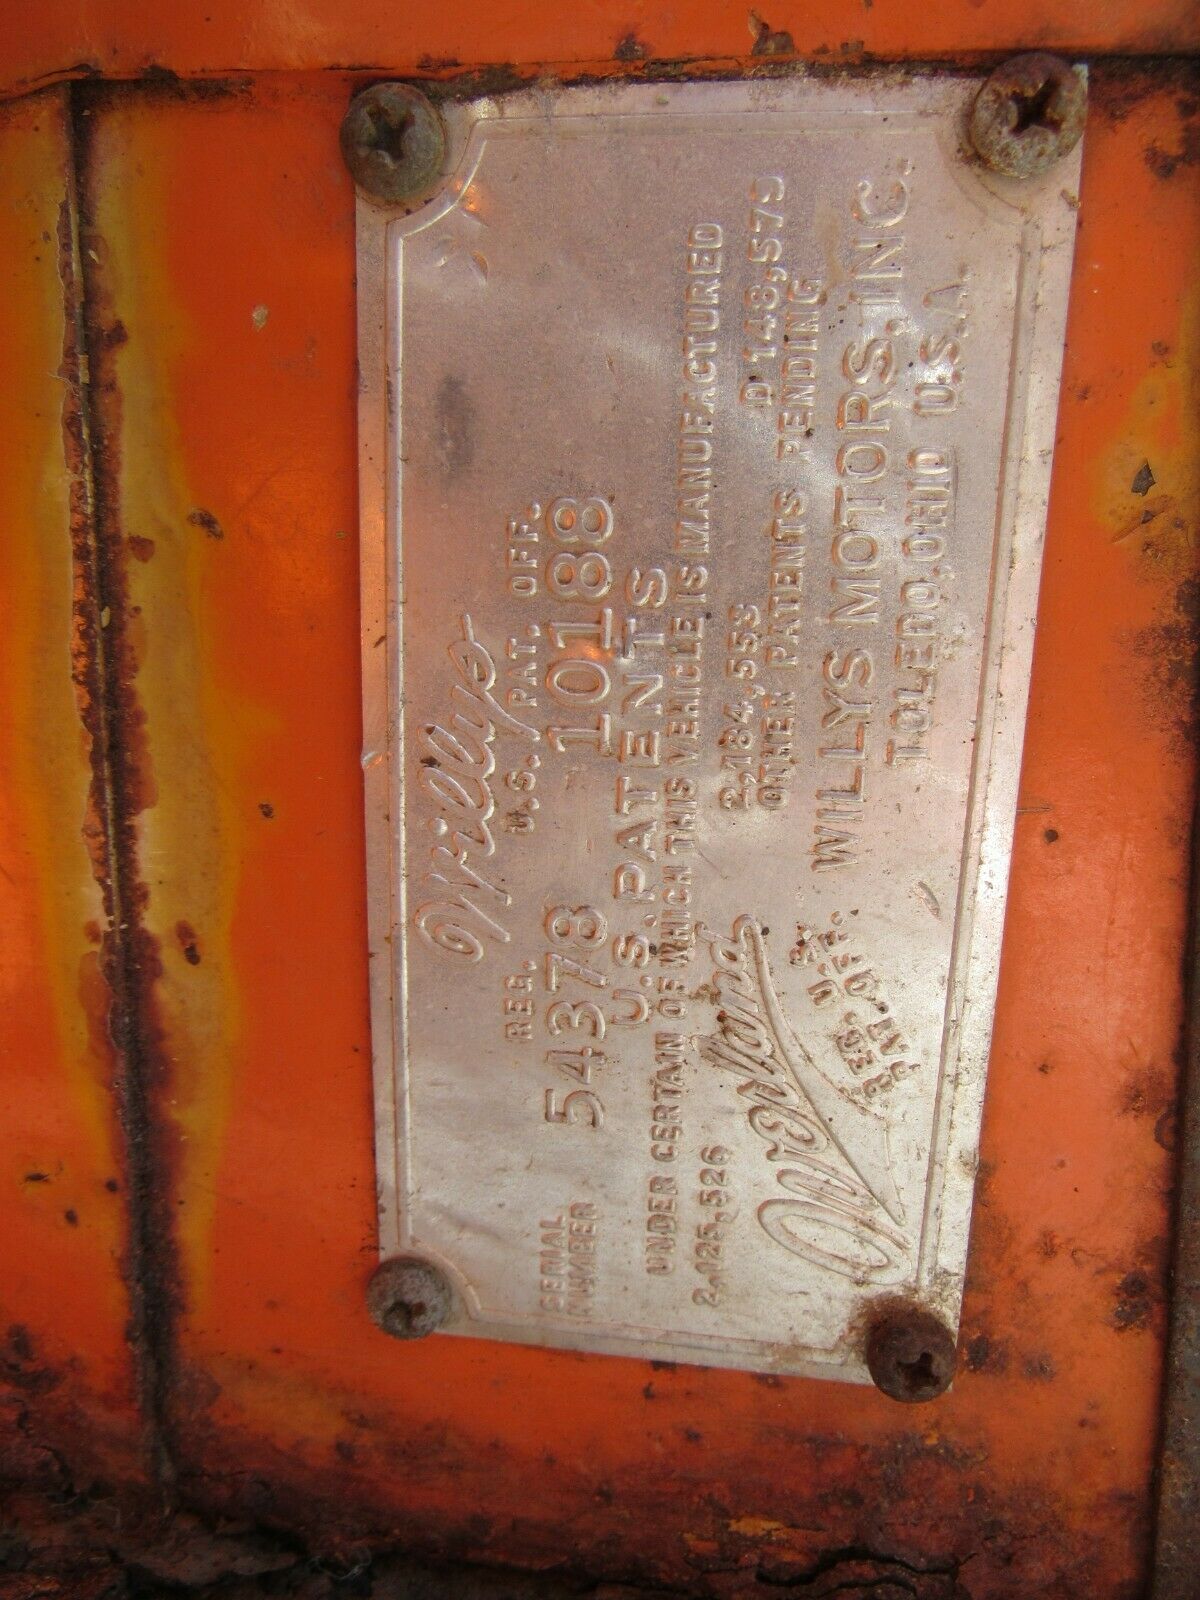 Willys
REG. U.S. PAT. OFF.
SERIAL NUMBER 54378 10188
U.S. PATENTS
UNDER CERTAIN OF WHICH THIS VEHICLE IS MANUFACTURED
2,125,526 2,184,553 D 148,579
OTHER PATENTS PENDING
Overland
REG. U.S.
PAT. OFF.
WILLYS MOTORS, INC.
TOLEDO, OHIO U.S.A.